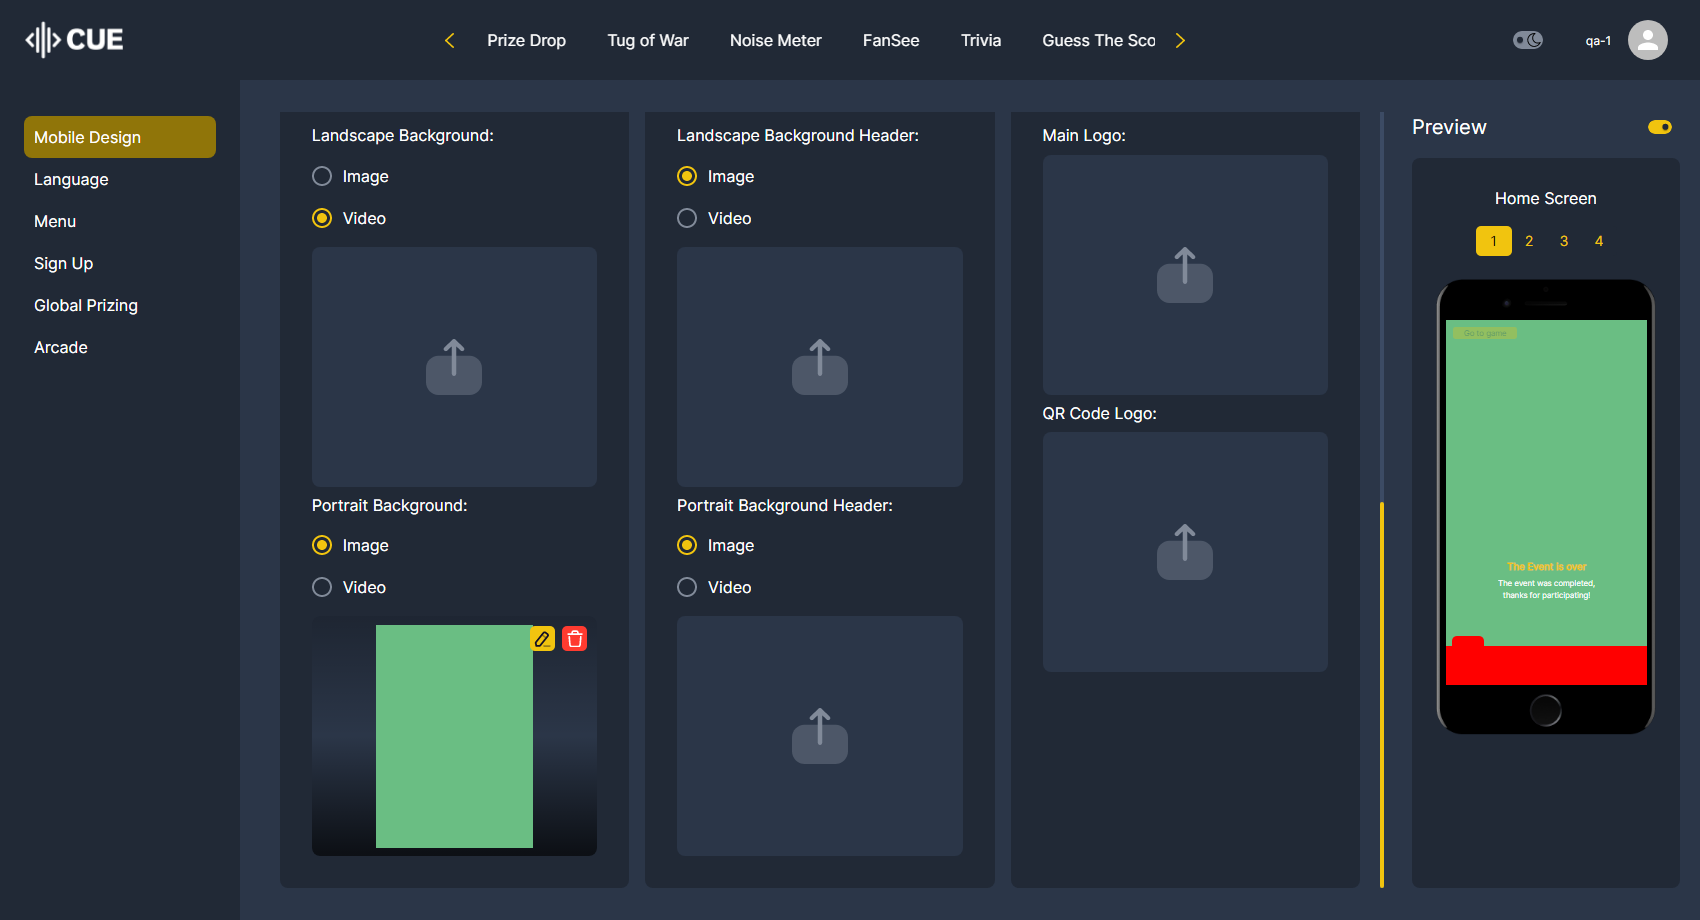 CUE
Prize Drop
Tug of War
Noise Meter
FanSee
Trivia
Guess The Sco
qa-1
Mobile Design
Language
Menu
Sign Up
Global Prizing
Arcade
Landscape Background:
Image
Video
Portrait Background:
Image
Video
Landscape Background Header:
Image
Video
Portrait Background Header:
Image
Video
Main Logo:
QR Code Logo:
Preview
Home Screen
1 2 3 4
Go to game
The Event is over
The event was completed,
thanks for participating!